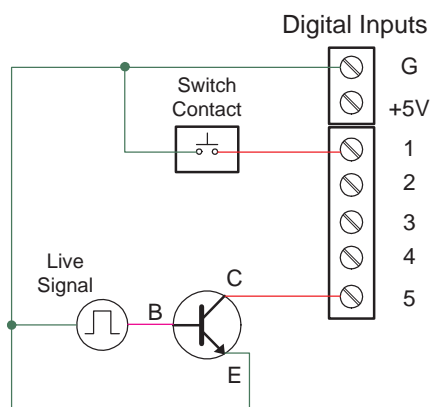 Digital Inputs
G
+5V
Switch
Contact
1
2
3
4
5
Live
Signal
B
C
E